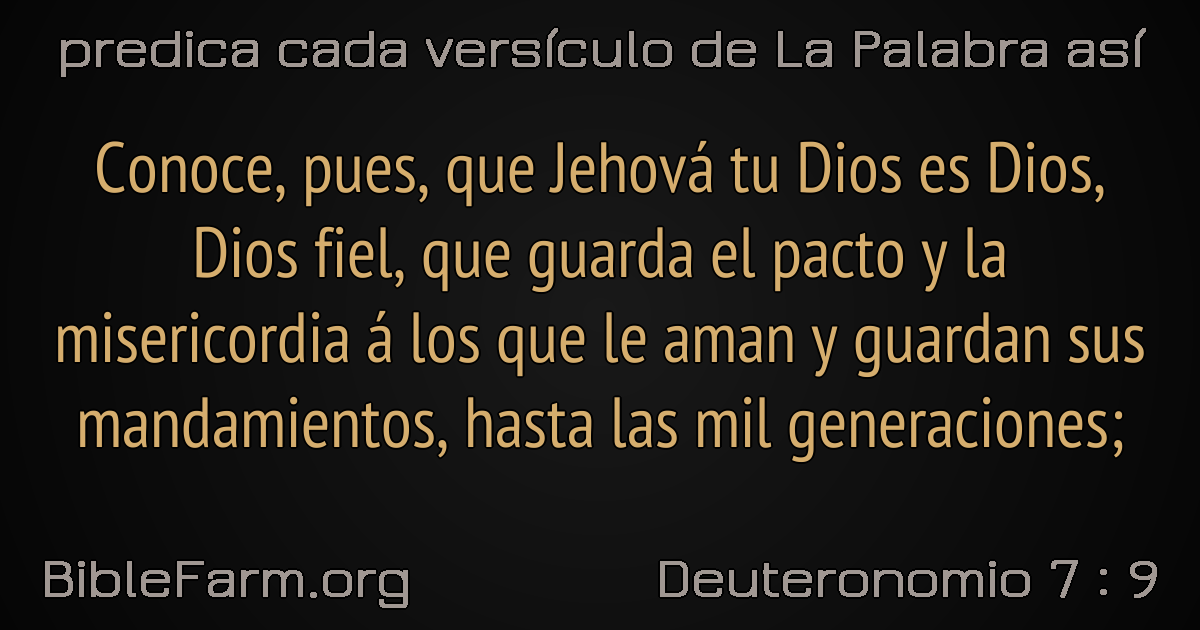 predica cada versículo de La Palabra así
Conoce, pues, que Jehová tu Dios es Dios,
Dios fiel, que guarda el pacto y la
misericordia á los que le aman y guardan sus
mandamientos, hasta las mil generaciones;
BibleFarm.org
Deuteronomio 7 : 9